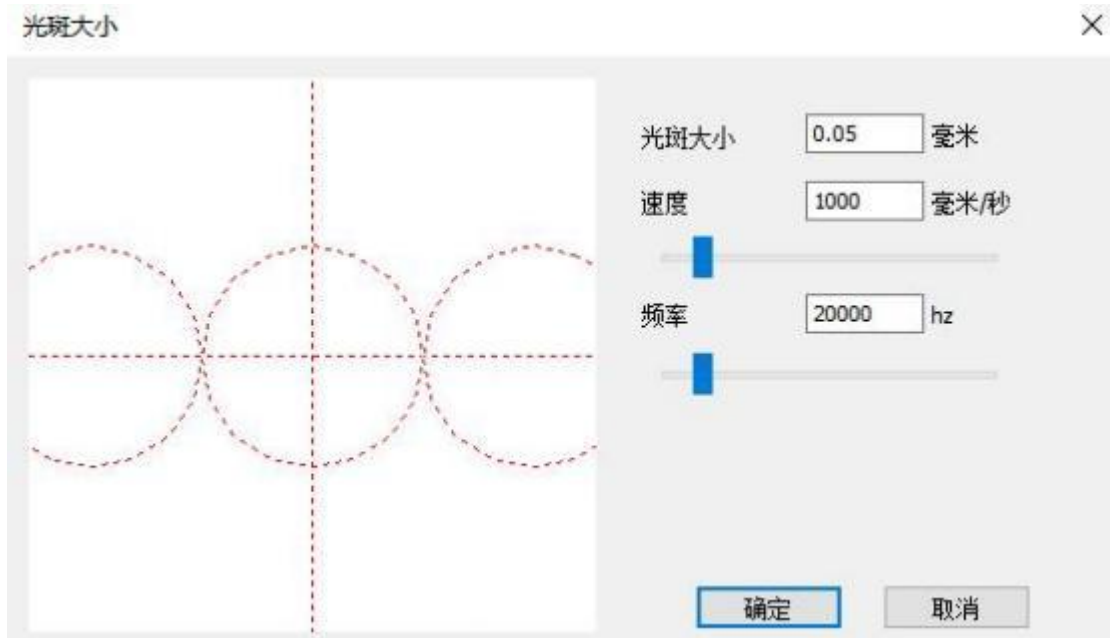 光斑大小
光斑大小 0.05 毫米
速度 1000 毫米/秒
频率 20000 hz
确定 取消